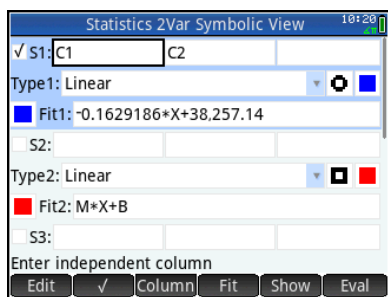 Statistics 2Var Symbolic View 10:20
√ S1: C1 C2
Type1: Linear
Fit1: -0.1629186*X+38,257.14
S2:
Type2: Linear
Fit2: M*X+B
S3:
Enter independent column
Edit √ Column Fit Show Eval